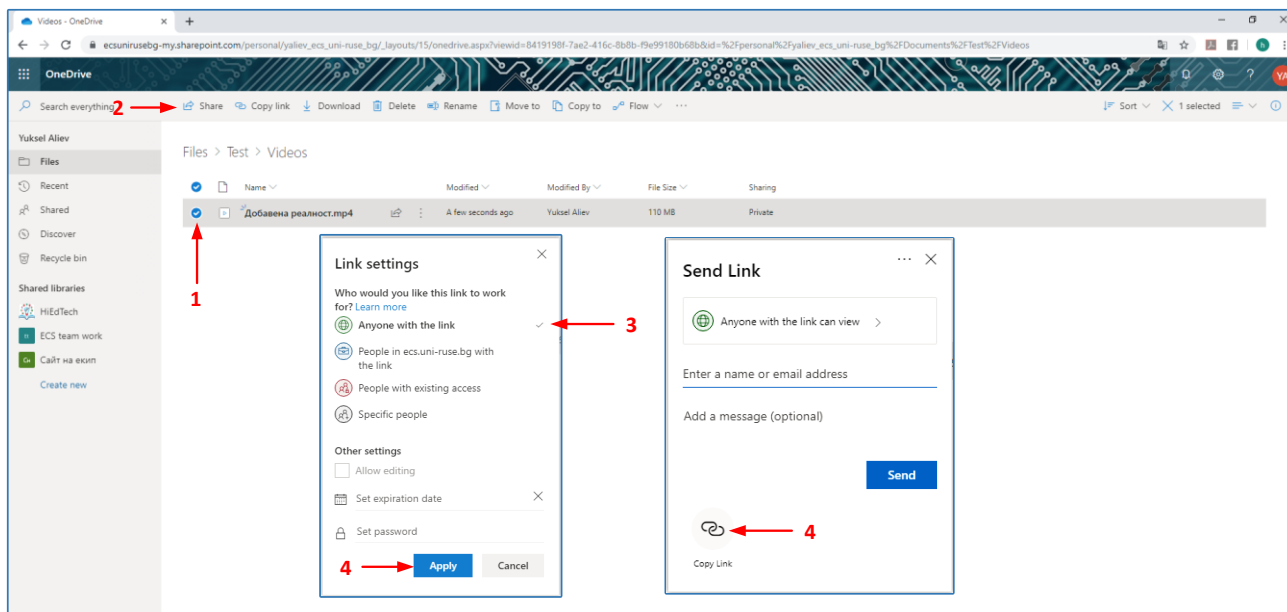 Videos - OneDrive
ecsunirusebg-my.sharepoint.com/personal/yaliev_ecs_uni-ruse_bg/_layouts/15/onedrive.aspx?viewid=8419198f-7ae2-416c-8b8b-f9e99180b68b&id=%2Fpersonal%2Fyaliev_ecs_uni-ruse_bg%2FDocuments%2FTest%2FVideos
OneDrive
YA
Search everything
2
Share Copy link Download Delete Rename Move to Copy to Flow ...
Sort 1 selected
Yuksel Aliev
Files
Recent
Shared
Discover
Recycle bin
Shared libraries
HiEdTech
ECS team work
Сайт на екип
Create new
Files > Test > Videos
Name Modified Modified By File Size Sharing
Добавена реалност.mp4 A few seconds ago Yuksel Aliev 110 MB Private
1
Link settings
Who would you like this link to work
for? Learn more
Anyone with the link
3
People in ecs.uni-ruse.bg with
the link
People with existing access
Specific people
Other settings
Allow editing
Set expiration date
Set password
4
Apply Cancel
Send Link
Anyone with the link can view
Enter a name or email address
Add a message (optional)
Send
4
Copy Link